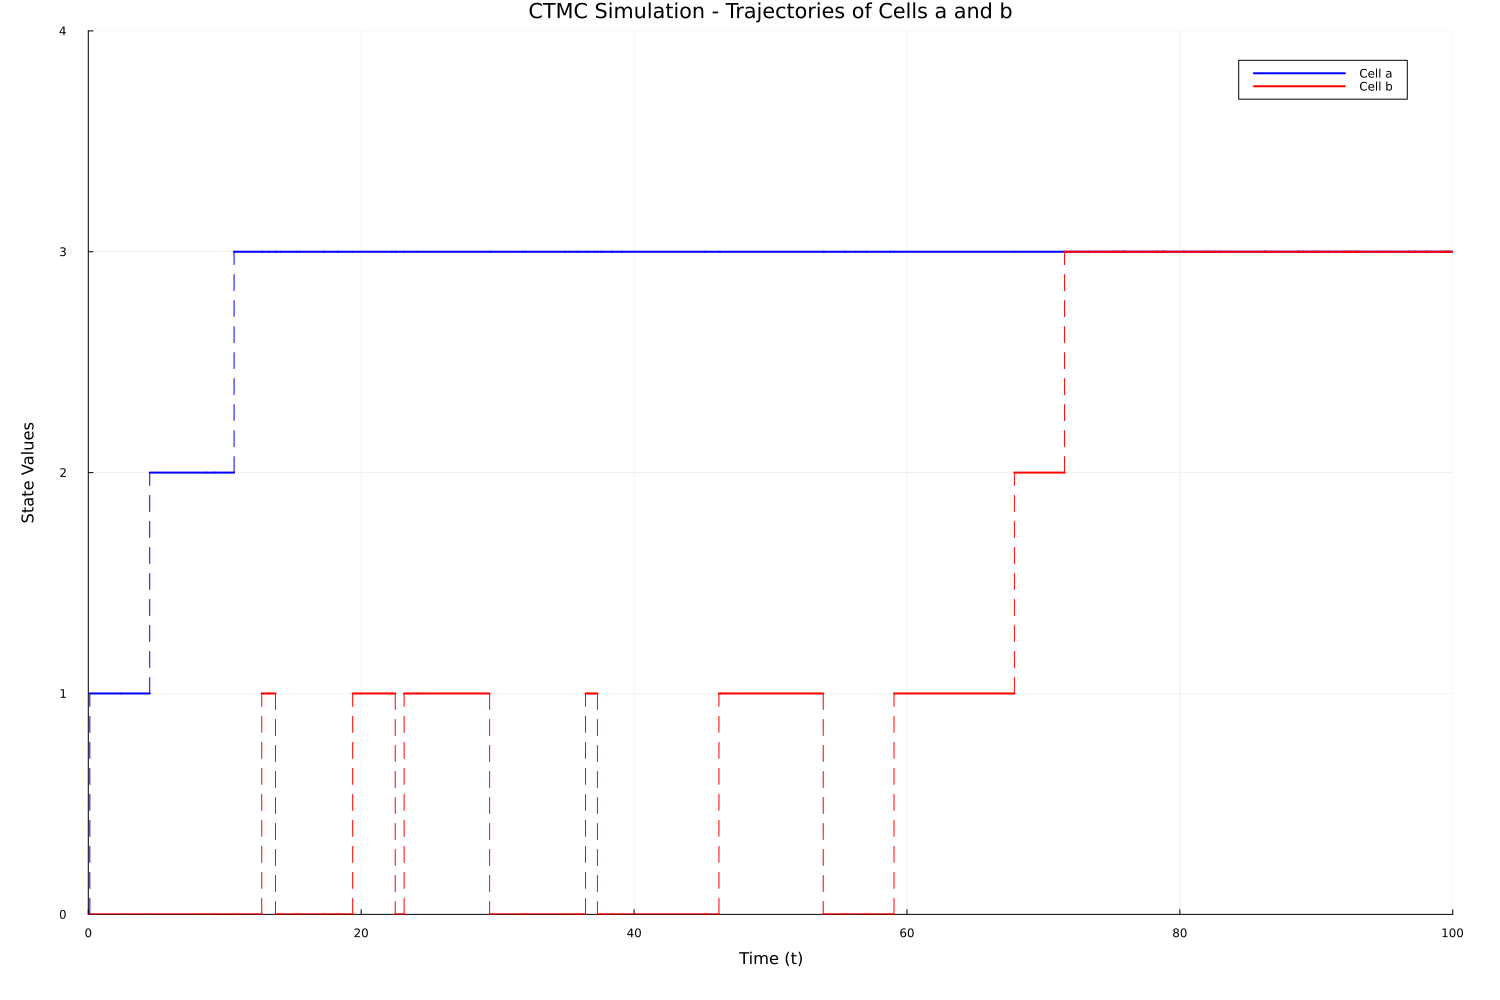 CTMC Simulation - Trajectories of Cells a and b
Cell a
Cell b
State Values
4
3
2
1
0
0 20 40 60 80 100
Time (t)